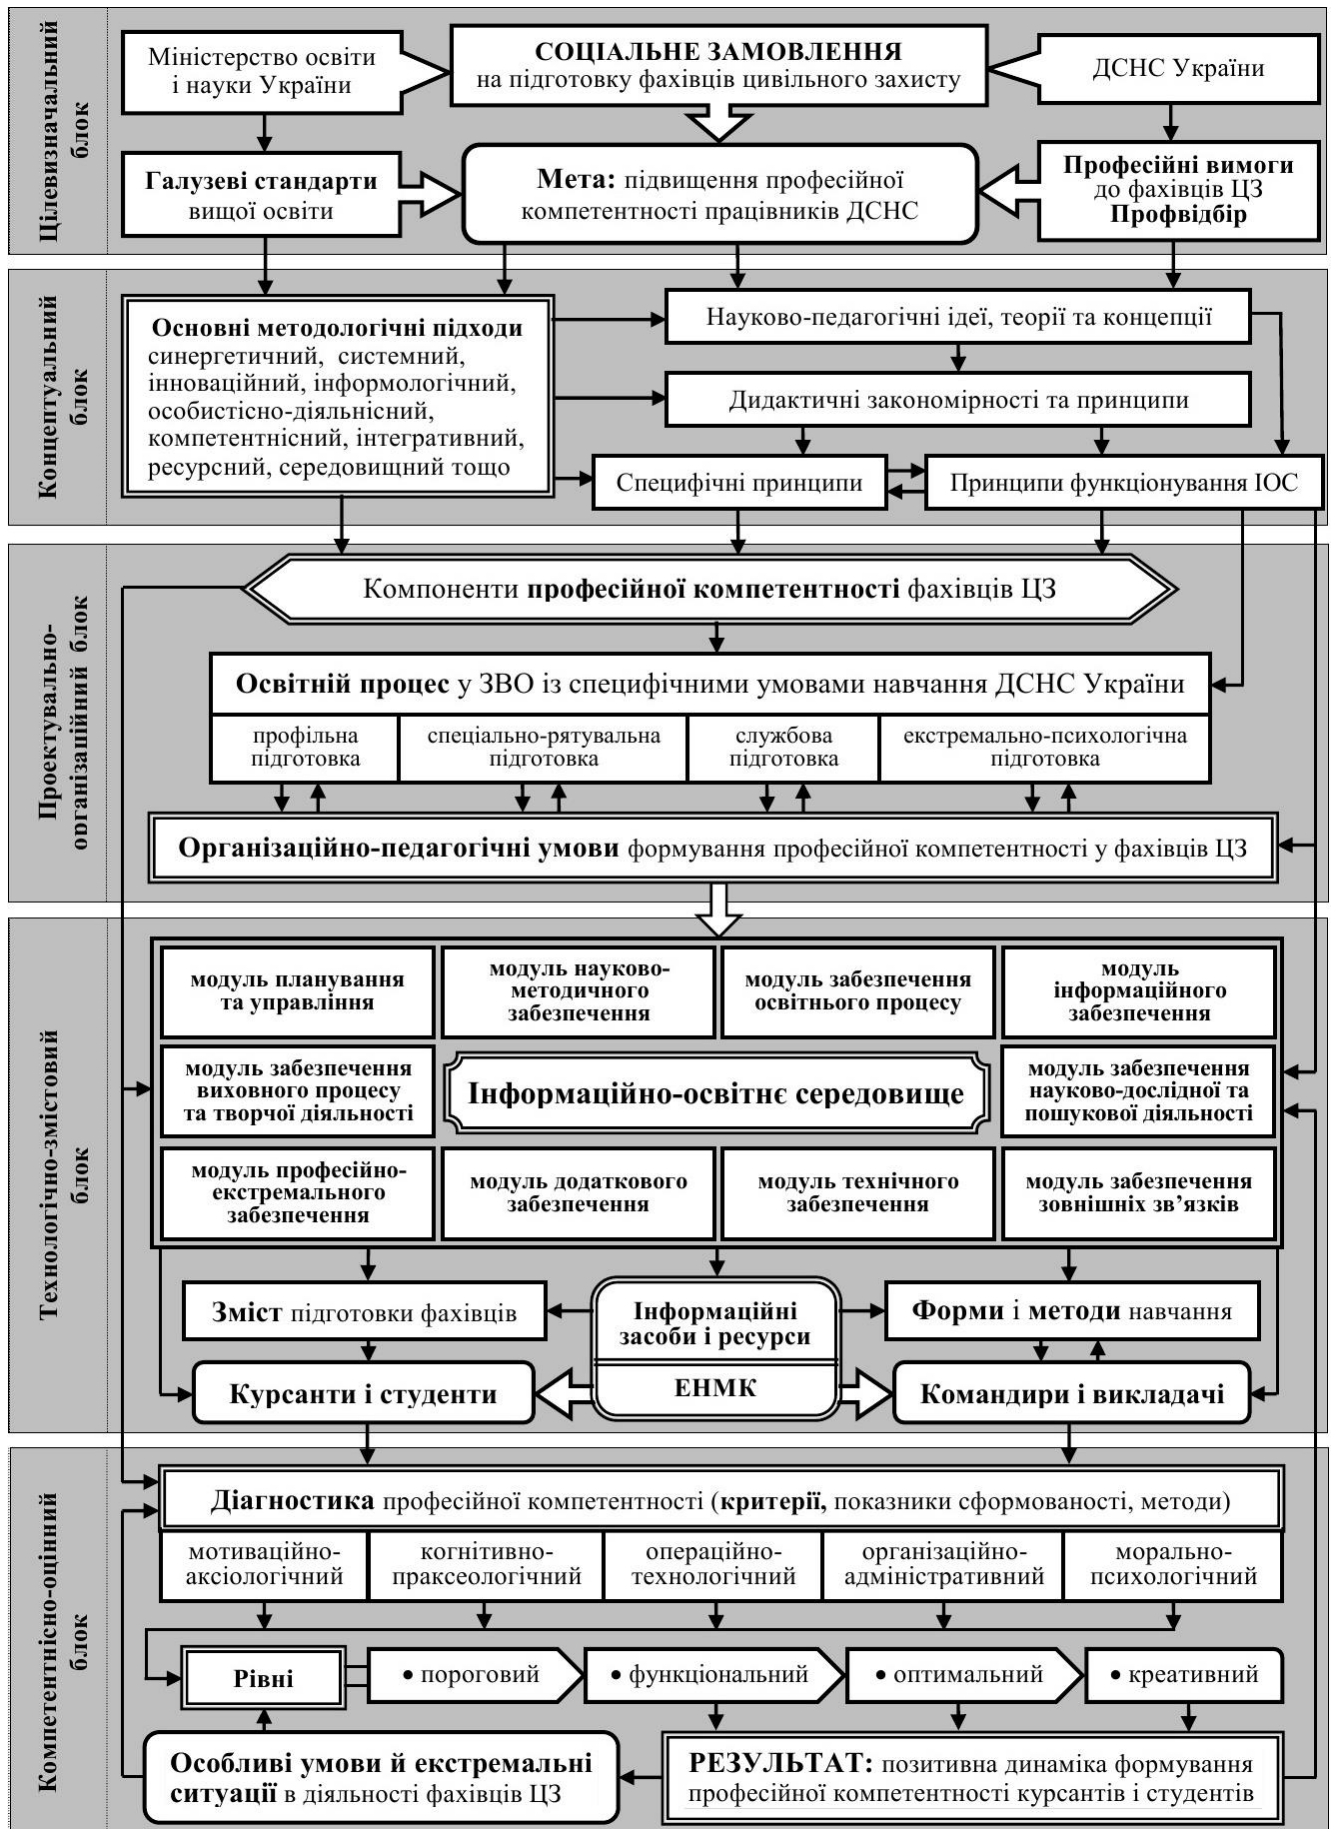 Цілевизначальний
блок
Міністерство освіти
і науки України
СОЦІАЛЬНЕ ЗАМОВЛЕННЯ
на підготовку фахівців цивільного захисту
ДСНС України
Галузеві стандарти
вищої освіти
Мета: підвищення професійної
компетентності працівників ДСНС
Професійні вимоги
до фахівців ЦЗ
Профвідбір
Концептуальний
блок
Основні методологічні підходи
синергетичний, системний,
інноваційний, інформологічний,
особистісно-діяльнісний,
компетентнісний, інтегративний,
ресурсний, середовищний тощо
Науково-педагогічні ідеї, теорії та концепції
Дидактичні закономірності та принципи
Специфічні принципи
Принципи функціонування ІОС
Проектувально-
організаційний блок
Компоненти професійної компетентності фахівців ЦЗ
Освітній процес у ЗВО із специфічними умовами навчання ДСНС України
профільна
підготовка
спеціально-рятувальна
підготовка
службова
підготовка
екстремально-психологічна
підготовка
Організаційно-педагогічні умови формування професійної компетентності у фахівців ЦЗ
Технологічно-змістовий
блок
модуль планування
та управління
модуль науково-
методичного
забезпечення
модуль забезпечення
освітнього процесу
модуль
інформаційного
забезпечення
модуль забезпечення
виховного процесу
та творчої діяльності
Інформаційно-освітнє середовище
модуль забезпечення
науково-дослідної та
пошукової діяльності
модуль професійно-
екстремального
забезпечення
модуль додаткового
забезпечення
модуль технічного
забезпечення
модуль забезпечення
зовнішніх зв’язків
Зміст підготовки фахівців
Інформаційні
засоби і ресурси
ЕНМК
Форми і методи навчання
Курсанти і студенти
Командири і викладачі
Компетентнісно-оцінний
блок
Діагностика професійної компетентності (критерії, показники сформованості, методи)
мотиваційно-
аксіологічний
когнітивно-
праксеологічний
операційно-
технологічний
організаційно-
адміністративний
морально-
психологічний
Рівні
• пороговий
• функціональний
• оптимальний
• креативний
Особливі умови й екстремальні
ситуації в діяльності фахівців ЦЗ
РЕЗУЛЬТАТ: позитивна динаміка формування
професійної компетентності курсантів і студентів